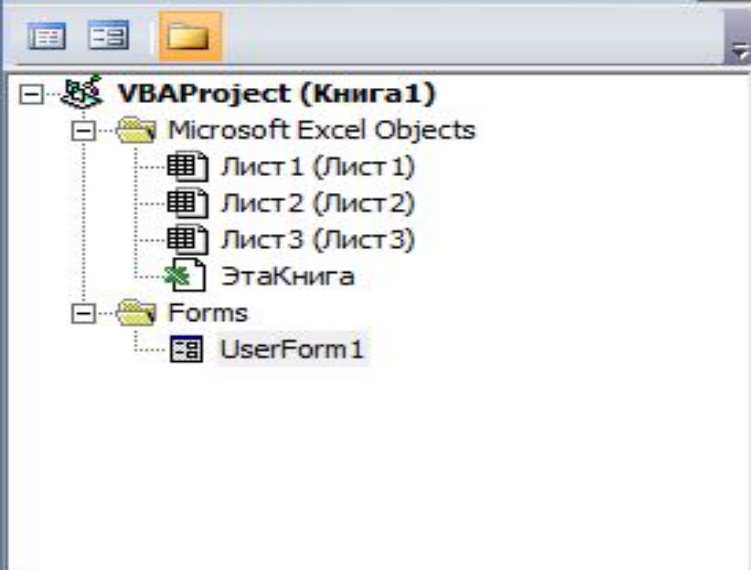 VBAProject (Книга1)
Microsoft Excel Objects
Лист1 (Лист1)
Лист2 (Лист2)
Лист3 (Лист3)
ЭтаКнига
Forms
UserForm1